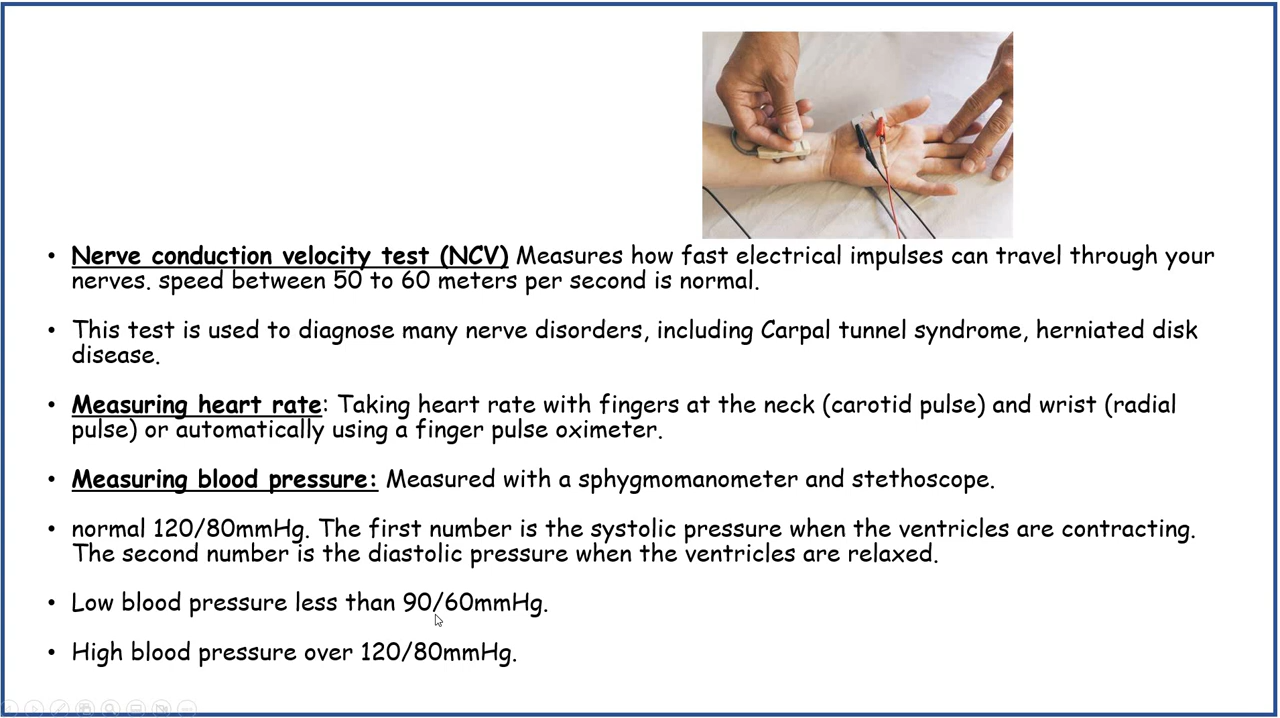 • Nerve conduction velocity test (NCV) Measures how fast electrical impulses can travel through your
nerves. speed between 50 to 60 meters per second is normal.
• This test is used to diagnose many nerve disorders, including Carpal tunnel syndrome, herniated disk
disease.
• Measuring heart rate: Taking heart rate with fingers at the neck (carotid pulse) and wrist (radial
pulse) or automatically using a finger pulse oximeter.
• Measuring blood pressure: Measured with a sphygmomanometer and stethoscope.
• normal 120/80mmHg. The first number is the systolic pressure when the ventricles are contracting.
The second number is the diastolic pressure when the ventricles are relaxed.
• Low blood pressure less than 90/60mmHg.
• High blood pressure over 120/80mmHg.